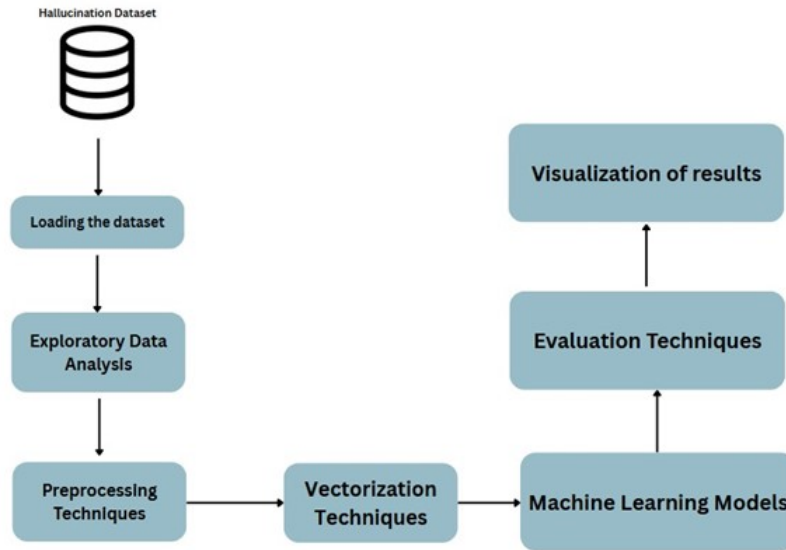 Hallucination Dataset
Loading the dataset
Exploratory Data
Analysis
Preprocessing
Techniques
Vectorization
Techniques
Machine Learning Models
Evaluation Techniques
Visualization of results